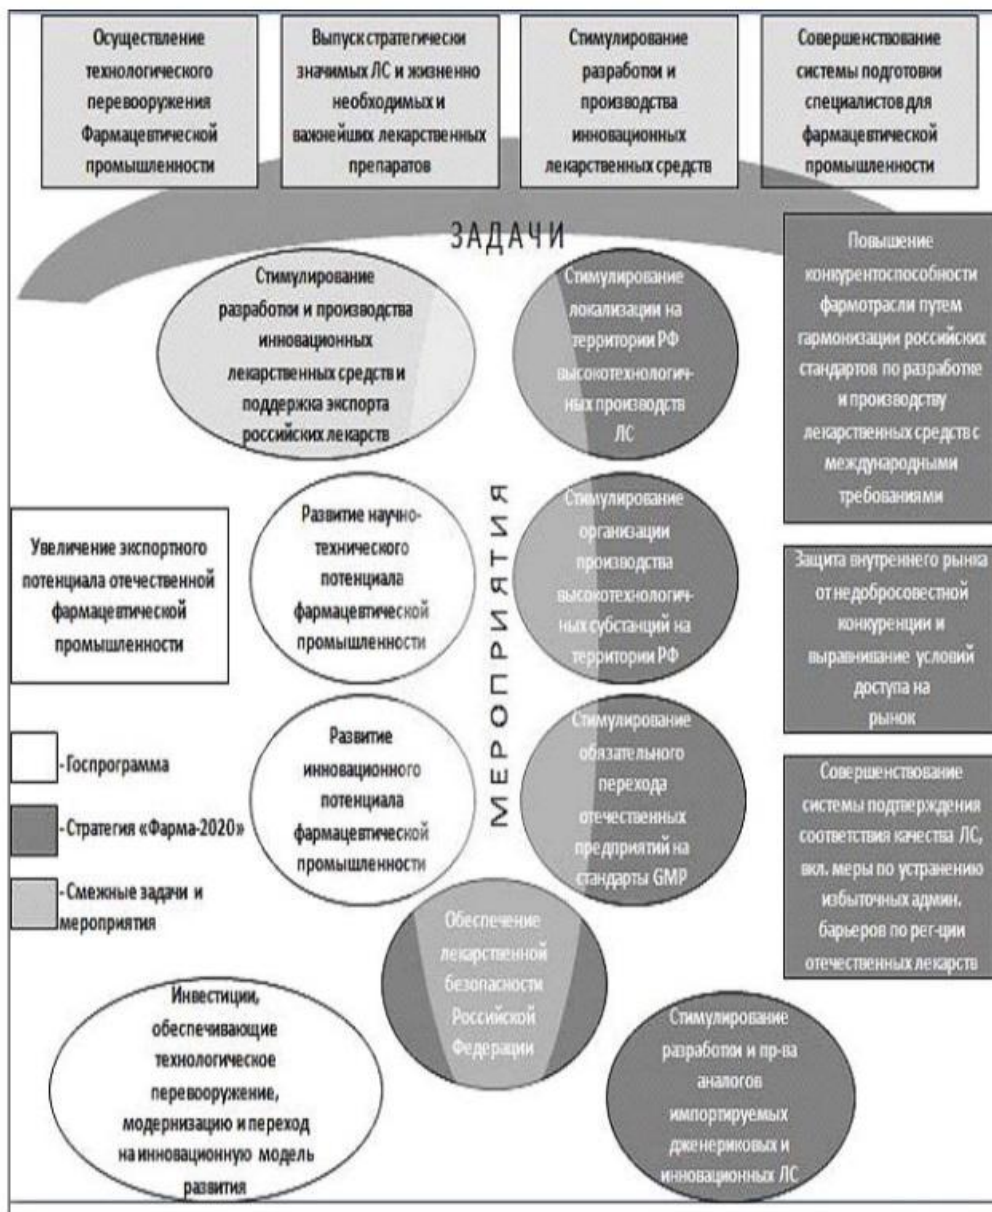 Осуществление
технологического
перевооружения
Фармацевтической
промышленности
Выпуск стратегически
значимых ЛС и жизненно
необходимых и
важнейших лекарственных
препаратов
Стимулирование
разработки и
производства
инновационных
лекарственных средств
Совершенствование
системы подготовки
специалистов для
фармацевтической
промышленности
ЗАДАЧИ
Стимулирование
разработки и производства
инновационных
лекарственных средств и
поддержка экспорта
российских лекарств
Стимулирование
локализации на
территории РФ
высокотехнологич-
ных производств
ЛС
Повышение
конкурентоспособности
фармотрасли путем
гармонизации российских
стандартов по разработке
и производству
лекарственных средств с
международными
требованиями
Увеличение экспортного
потенциала отечественной
фармацевтической
промышленности
Развитие научно-
технического
потенциала
фармацевтической
промышленности
МЕРОПРИЯТИЯ
Стимулирование
организации
производства
высокотехнологич-
ных субстанций на
территории РФ
Защита внутреннего рынка
от недобросовестной
конкуренции и
выравнивание условий
доступа на
рынок
Развитие
инновационного
потенциала
фармацевтической
промышленности
Стимулирование
обязательного
перехода
отечественных
предприятий на
стандарты GMP
Совершенствование
системы подтверждения
соответствия качества ЛС,
вкл. меры по устранению
избыточных админ.
барьеров по рег-ции
отечественных лекарств
- Госпрограмма
- Стратегия «Фарма-2020»
- Смежные задачи и
мероприятия
Обеспечение
лекарственной
безопасности
Российской
Федерации
Инвестиции,
обеспечивающие
технологическое
перевооружение,
модернизацию и переход
на инновационную модель
развития
Стимулирование
разработки и пр-ва
аналогов
импортируемых
дженериковых и
инновационных ЛС